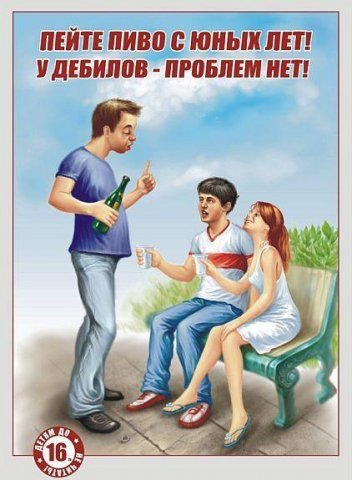 ПЕЙТЕ ПИВО С ЮНЫХ ЛЕТ!
У ДЕБИЛОВ - ПРОБЛЕМ НЕТ!
ДЕТЯМ ДО
16
НЕ ЧИТАТЬ!